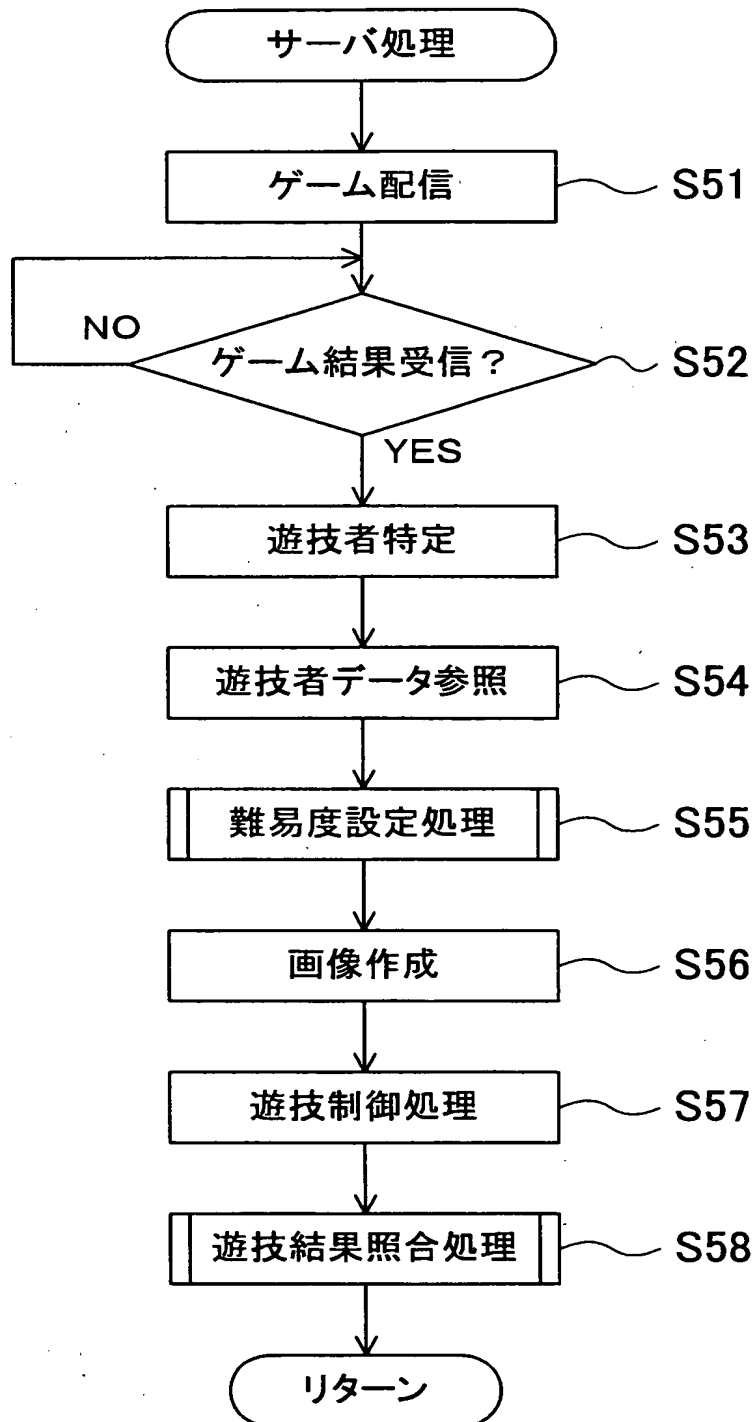 サーバ処理
ゲーム配信
S51
NO
ゲーム結果受信？
S52
YES
遊技者特定
S53
遊技者データ参照
S54
難易度設定処理
S55
画像作成
S56
遊技制御処理
S57
遊技結果照合処理
S58
リターン